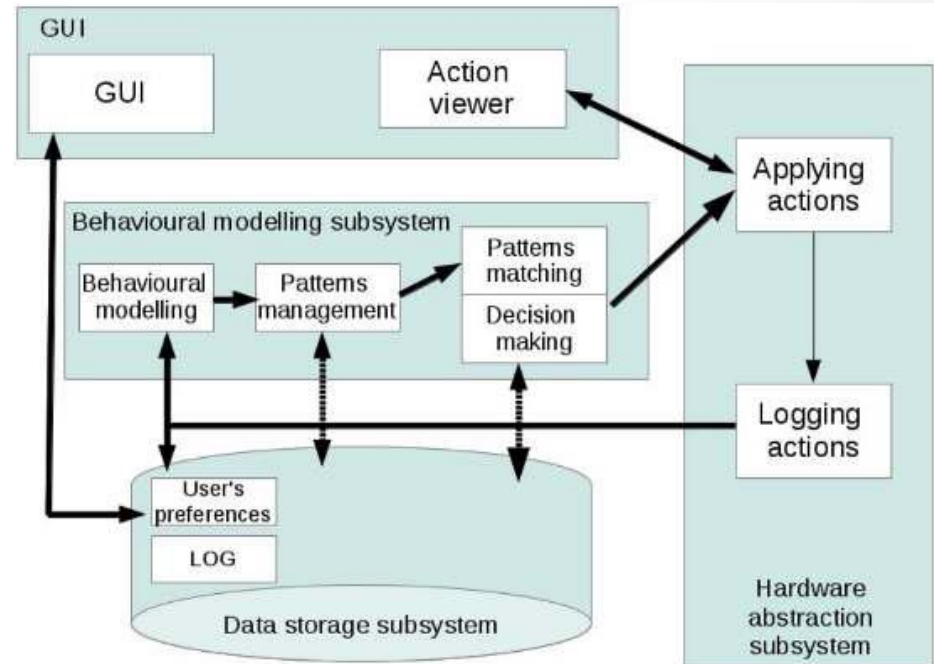 GUI
GUI
Action
viewer
Applying
actions
Behavioural modelling subsystem
Behavioural
modelling
Patterns
management
Patterns
matching
Decision
making
Logging
actions
User's
preferences
LOG
Data storage subsystem
Hardware
abstraction
subsystem